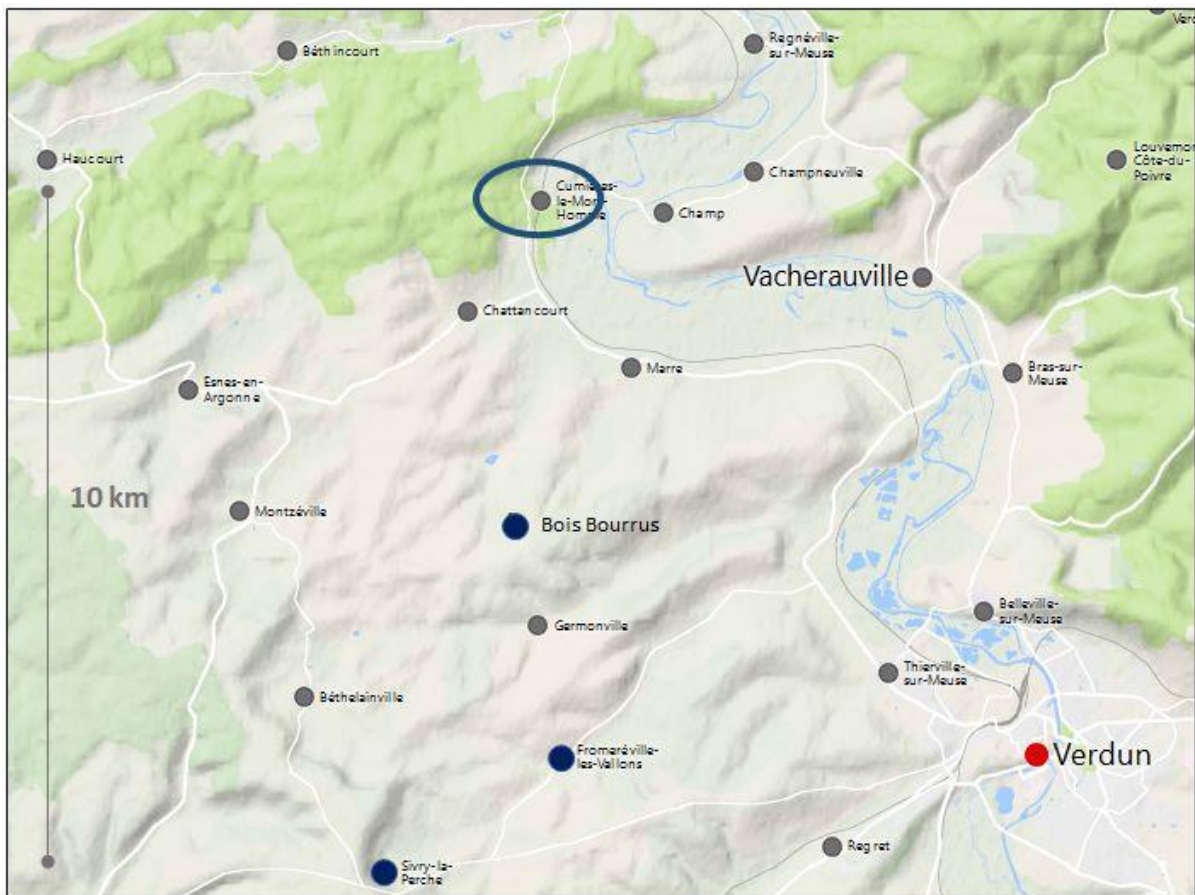 Verd
Regnéville-
sur-Meuse
Béthincourt
Haucourt
Louvemon
Côte-du-
Poivre
Champneuville
Cumières-
le-Mort-
Homme
Champ
Vacherauville
Chattancourt
Marre
Bras-sur-
Meuse
Esnes-en-
Argonne
10 km
Montzéville
Bois Bourrus
Belleville-
sur-Meuse
Germonville
Thierville-
sur-Meuse
Béthelainville
Fromeréville-
les-Vallons
Verdun
Regret
Sivry-la-
Perche